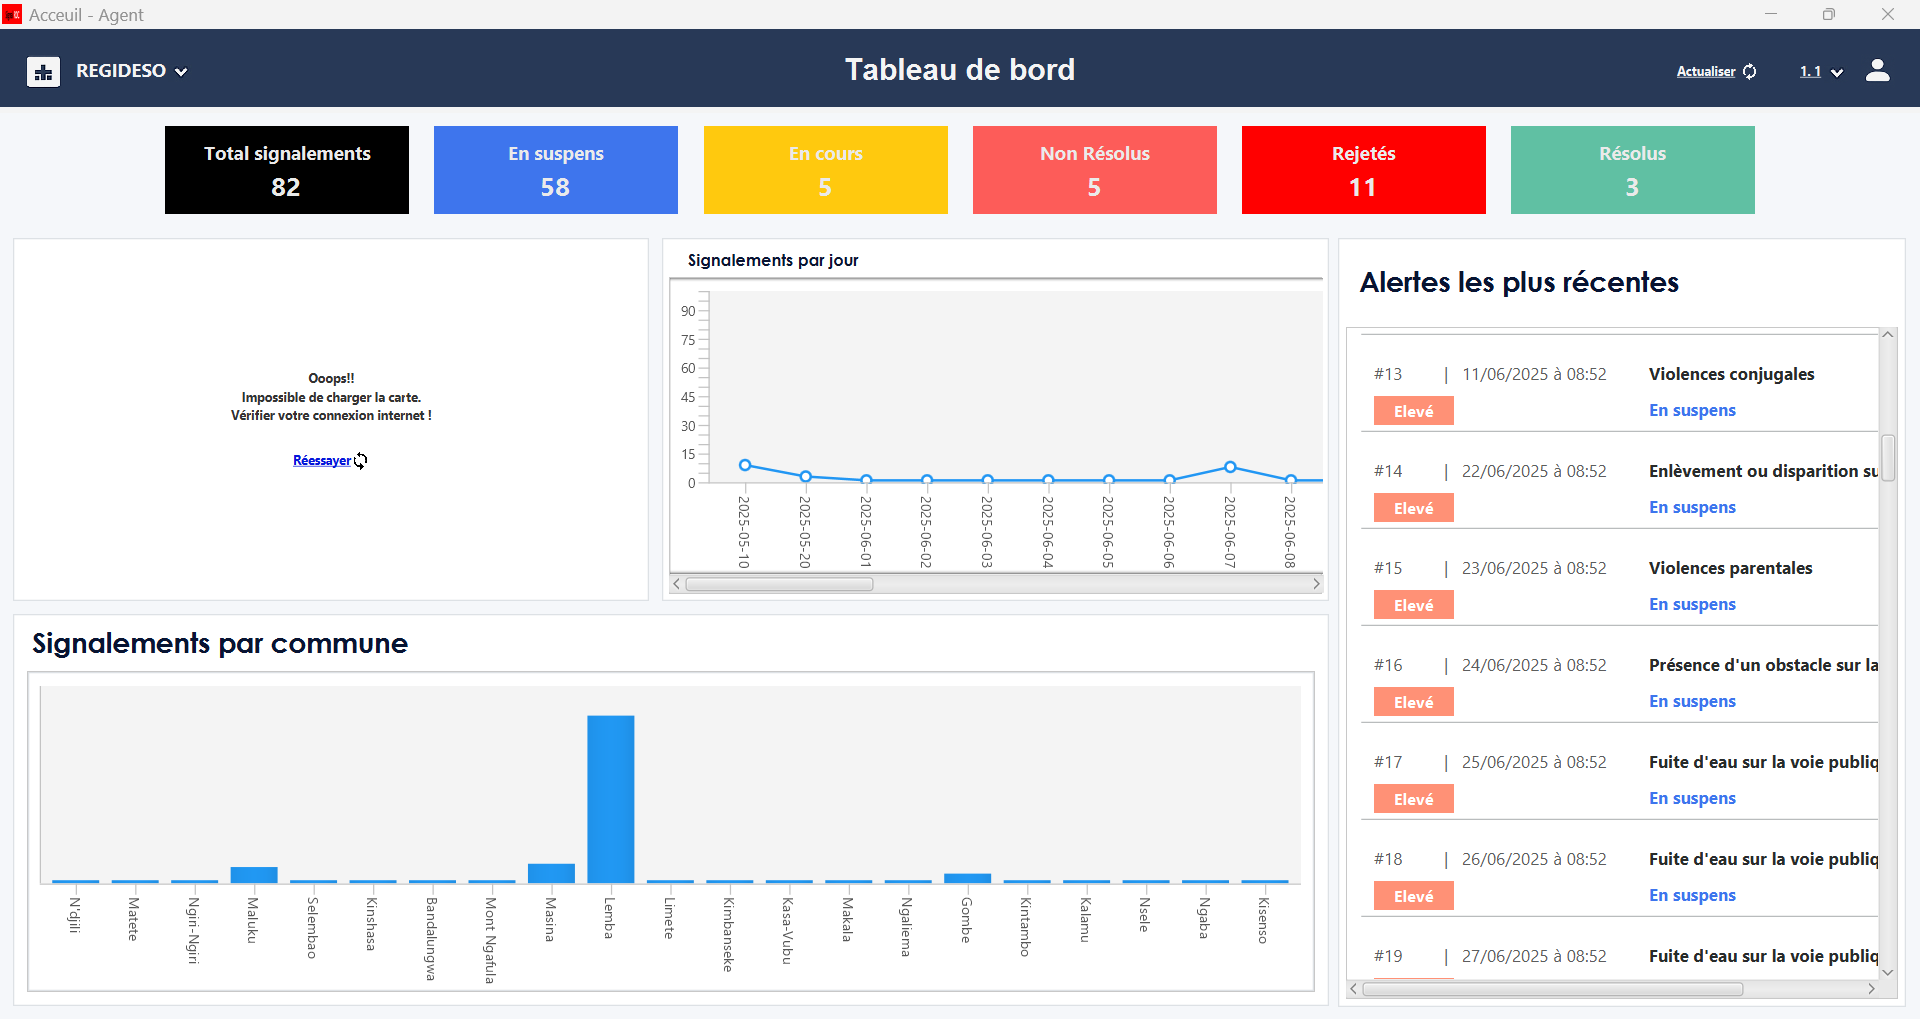 Acceuil - Agent
REGIDESO
Tableau de bord
Actualiser
1. 1
Total signalements
82
En suspens
58
En cours
5
Non Résolus
5
Rejetés
11
Résolus
3
Ooops!!
Impossible de charger la carte.
Vérifier votre connexion internet !
Réessayer
Signalements par jour
90
75
60
45
30
15
0
2025-05-10
2025-05-20
2025-06-01
2025-06-02
2025-06-03
2025-06-04
2025-06-05
2025-06-06
2025-06-07
2025-06-08
Signalements par commune
N'djili
Matete
Ngiri-Ngiri
Maluku
Selembao
Kinshasa
Bandalungwa
Mont Ngafula
Masina
Lemba
Limete
Kimbanseke
Kasa-Vubu
Makala
Ngaliema
Gombe
Kintambo
Kalamu
Nsele
Ngaba
Kisenso
Alertes les plus récentes
#13 | 11/06/2025 à 08:52 Violences conjugales
Elevé En suspens
#14 | 22/06/2025 à 08:52 Enlèvement ou disparition su
Elevé En suspens
#15 | 23/06/2025 à 08:52 Violences parentales
Elevé En suspens
#16 | 24/06/2025 à 08:52 Présence d'un obstacle sur la
Elevé En suspens
#17 | 25/06/2025 à 08:52 Fuite d'eau sur la voie publiq
Elevé En suspens
#18 | 26/06/2025 à 08:52 Fuite d'eau sur la voie publiq
Elevé En suspens
#19 | 27/06/2025 à 08:52 Fuite d'eau sur la voie publiq